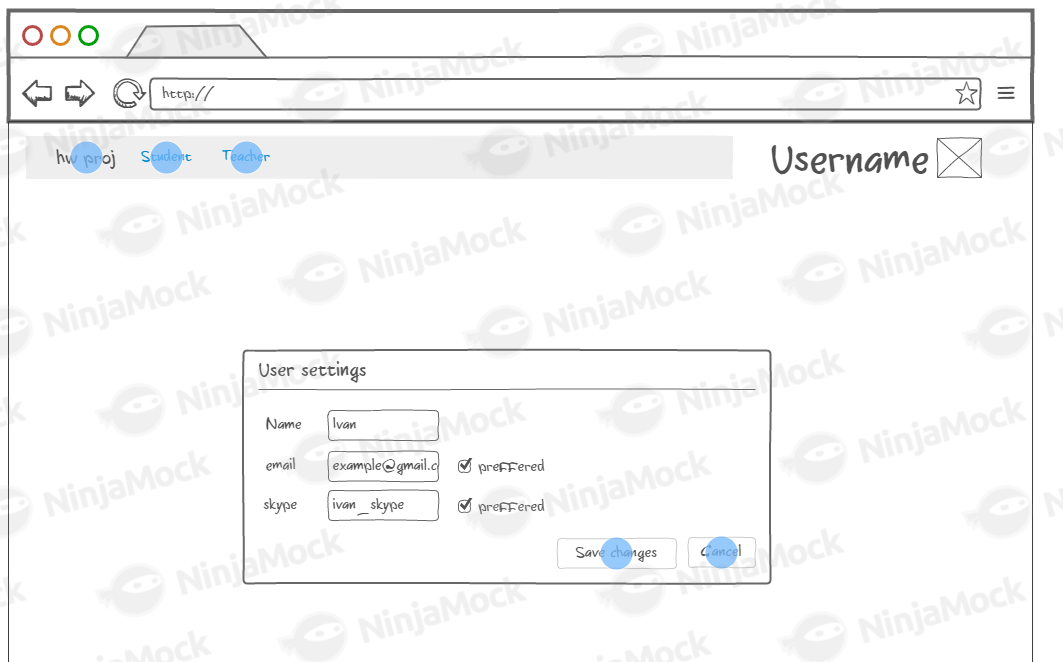 http://
hw proj Student Teacher Username
User settings
Name Ivan
email example@gmail.c preffered
skype ivan_skype preffered
Save changes Cancel
NinjaMock